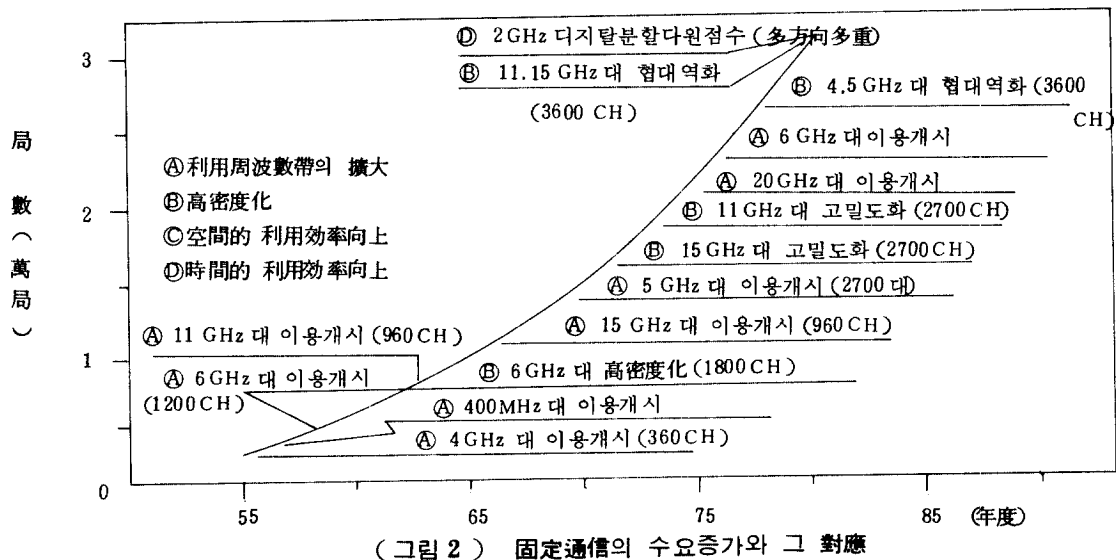 Ⓓ 2GHz 디지탈분할다원점수 (多方向多重)
Ⓑ 11.15 GHz 대 협대역화
(3600 CH)
Ⓑ 4.5 GHz 대 협대역화 (3600
CH)
Ⓐ 6 GHz 대 이용개시
Ⓐ 20GHz 대 이용개시
Ⓑ 11 GHz 대 고밀도화 (2700CH)
Ⓑ 15 GHz 대 고밀도화 (2700CH)
Ⓐ 5 GHz 대 이용개시 (2700 대)
Ⓐ 15 GHz 대 이용개시 (960 CH)
Ⓐ利用周波數帶의 擴大
Ⓑ高密度化
Ⓒ空間的 利用効率向上
Ⓓ時間的 利用効率向上
Ⓐ 11 GHz 대 이용개시 (960CH)
Ⓐ 6GHz 대 이용개시
(1200CH)
Ⓑ 6GHz 대 高密度化 (1800CH)
Ⓐ 400MHz 대 이용개시
Ⓐ 4GHz 대 이용개시 (360CH)
局數(萬局)
3
2
1
0
55 65 75 85 (年度)
(그림 2) 固定通信의 수요증가와 그 對應